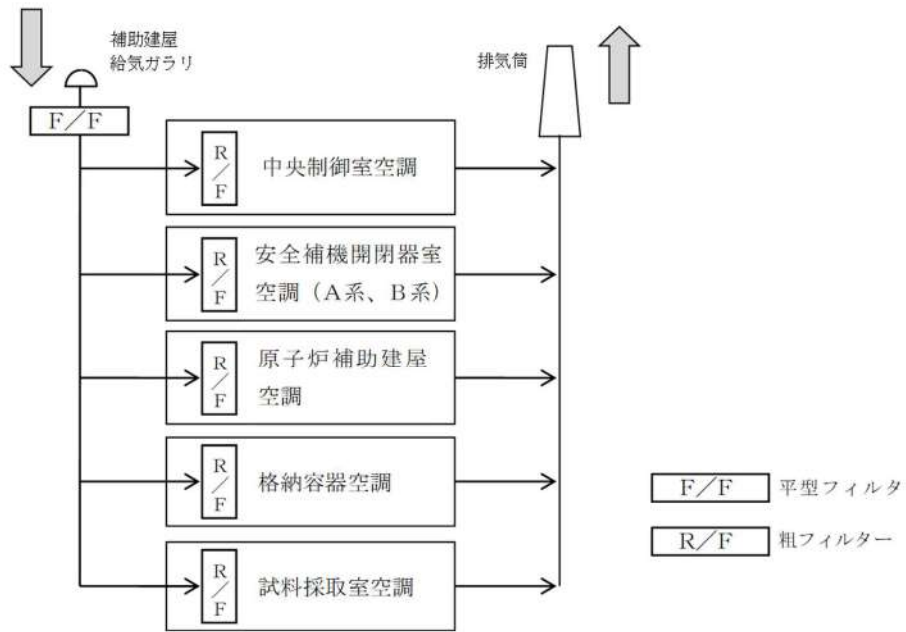 補助建屋
給気ガラリ
排気筒
F/F
R/F
中央制御室空調
R/F
安全補機開閉器室
空調（A系、B系）
R/F
原子炉補助建屋
空調
R/F
格納容器空調
R/F
試料採取室空調
F/F
平型フィルタ
R/F
粗フィルター